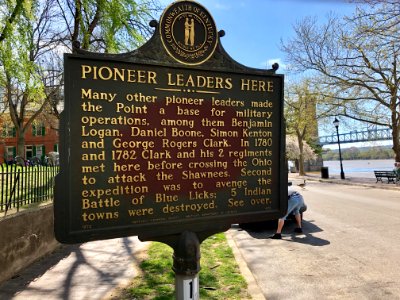 COMMONWEALTH OF KENTUCKY
PIONEER LEADERS HERE
Many other pioneer leaders made
the Point a base for military
operations, among them Benjamin
Logan, Daniel Boone, Simon Kenton
and George Rogers Clark. In 1780
and 1782 Clark and his 2 regiments
met here before crossing the Ohio
to attack the Shawnees. Second
expedition was to avenge the
Battle of Blue Licks; 5 Indian
towns were destroyed. See over.